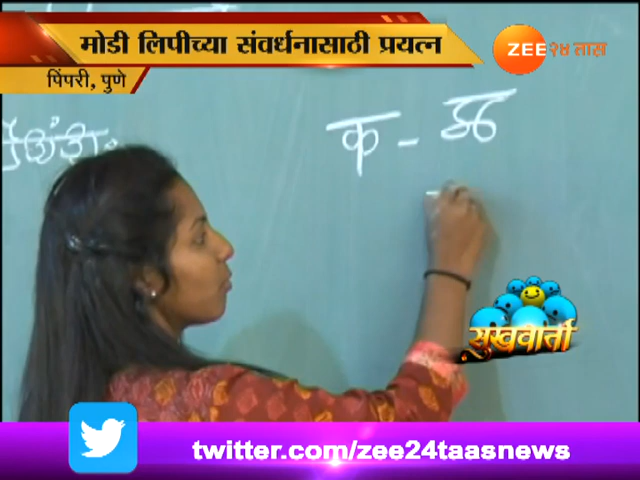 मोडी लिपीच्या संवर्धनासाठी प्रयत्न
ZEE २४ तास
पिंपरी, पुणे
क -
सुखवार्ता
twitter.com/zee24taasnews